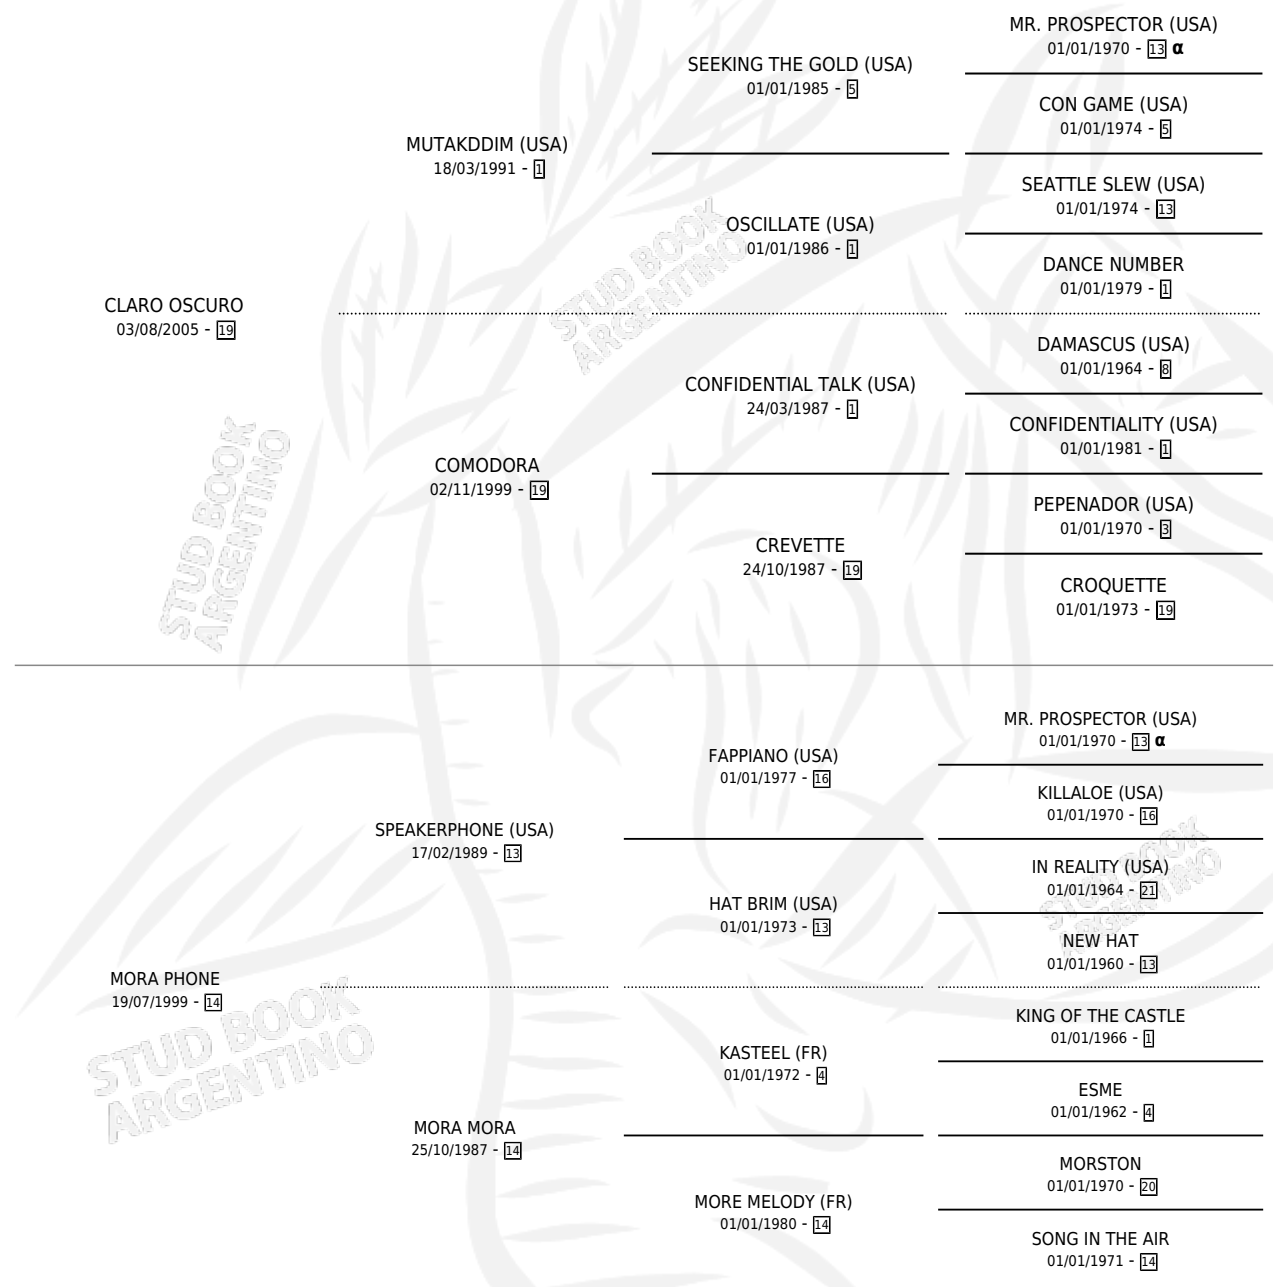 MR. PROSPECTOR (USA)
01/01/1970 - 13 α
SEEKING THE GOLD (USA)
01/01/1985 - 5
CON GAME (USA)
01/01/1974 - 5
MUTAKDDIM (USA)
18/03/1991 - 1
SEATTLE SLEW (USA)
01/01/1974 - 13
OSCILLATE (USA)
01/01/1986 - 1
DANCE NUMBER
01/01/1979 - 1
CLARO OSCURO
03/08/2005 - 19
DAMASCUS (USA)
01/01/1964 - 8
CONFIDENTIAL TALK (USA)
24/03/1987 - 1
CONFIDENTIALITY (USA)
01/01/1981 - 1
COMODORA
02/11/1999 - 19
PEPENADOR (USA)
01/01/1970 - 3
CREVETTE
24/10/1987 - 19
CROQUETTE
01/01/1973 - 19
MR. PROSPECTOR (USA)
01/01/1970 - 13 α
FAPPIANO (USA)
01/01/1977 - 16
KILLALOE (USA)
01/01/1970 - 16
SPEAKERPHONE (USA)
17/02/1989 - 13
IN REALITY (USA)
01/01/1964 - 21
HAT BRIM (USA)
01/01/1973 - 13
NEW HAT
01/01/1960 - 13
MORA PHONE
19/07/1999 - 14
KING OF THE CASTLE
01/01/1966 - 1
KASTEEL (FR)
01/01/1972 - 4
ESME
01/01/1962 - 4
MORA MORA
25/10/1987 - 14
MORSTON
01/01/1970 - 20
MORE MELODY (FR)
01/01/1980 - 14
SONG IN THE AIR
01/01/1971 - 14
STUD BOOK
ARGENTINO
STUD BOOK
ARGENTINO
STUD BOOK
ARGENTINO
STUD BOOK
ARGENTINO